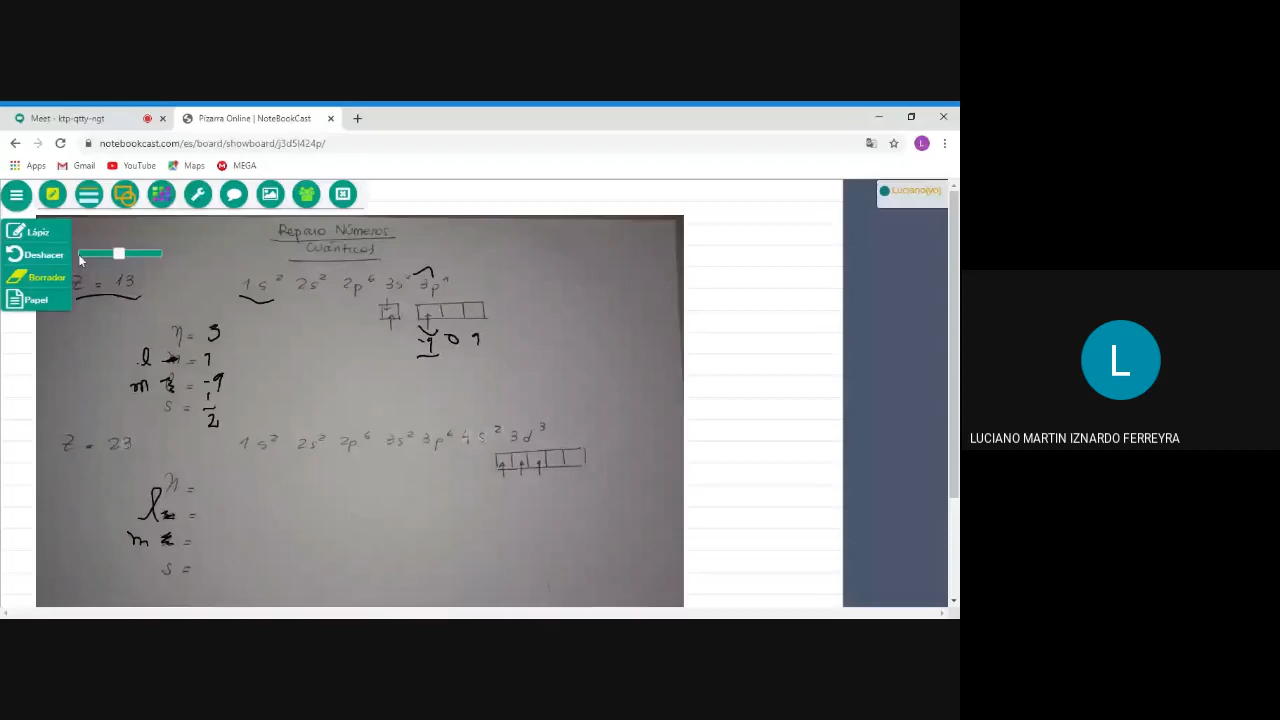 Meet - ktp-qtty-ngt
Pizarra Online | NoteBookCast
notebookcast.com/es/board/showboard/j3d5l424p/
Apps Gmail YouTube Maps MEGA
L
Luciano(yo)
Lápiz
Deshacer
Borrador
Papel
Repaso Números
Cuánticos
Z = 13 1s² 2s² 2p⁶ 3s² 3p¹
-1 0 1
n = 3
l = 1
m = -1
s = 1/2
Z = 23 1s² 2s² 2p⁶ 3s² 3p⁶ 4s² 3d³
n =
l =
m =
s =
L
LUCIANO MARTIN IZNARDO FERREYRA